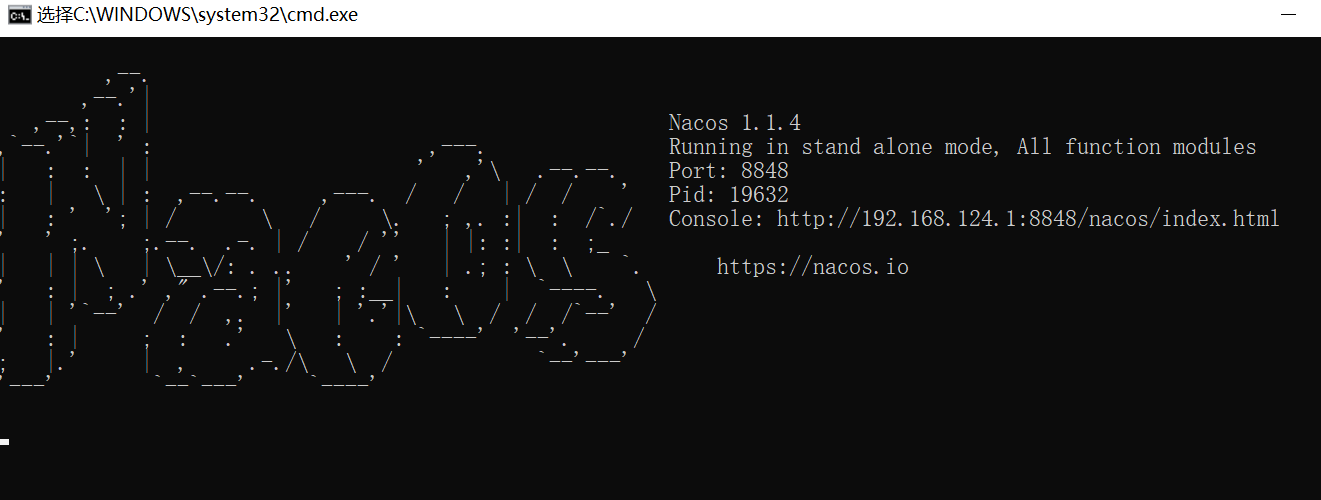 选择C:\WINDOWS\system32\cmd.exe
Nacos 1.1.4
Running in stand alone mode, All function modules
Port: 8848
Pid: 19632
Console: http://192.168.124.1:8848/nacos/index.html
https://nacos.io